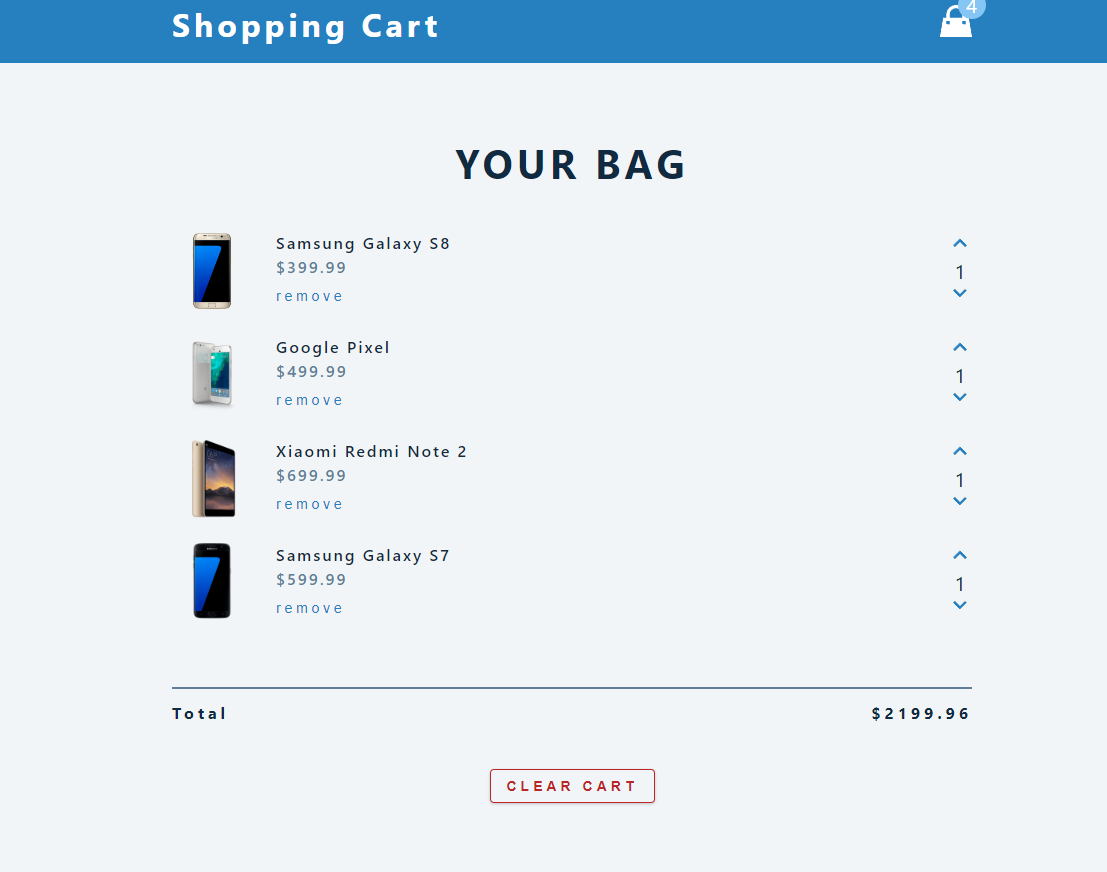 Shopping Cart
4
YOUR BAG
Samsung Galaxy S8
$399.99
remove
1
Google Pixel
$499.99
remove
1
Xiaomi Redmi Note 2
$699.99
remove
1
Samsung Galaxy S7
$599.99
remove
1
Total
$2199.96
CLEAR CART